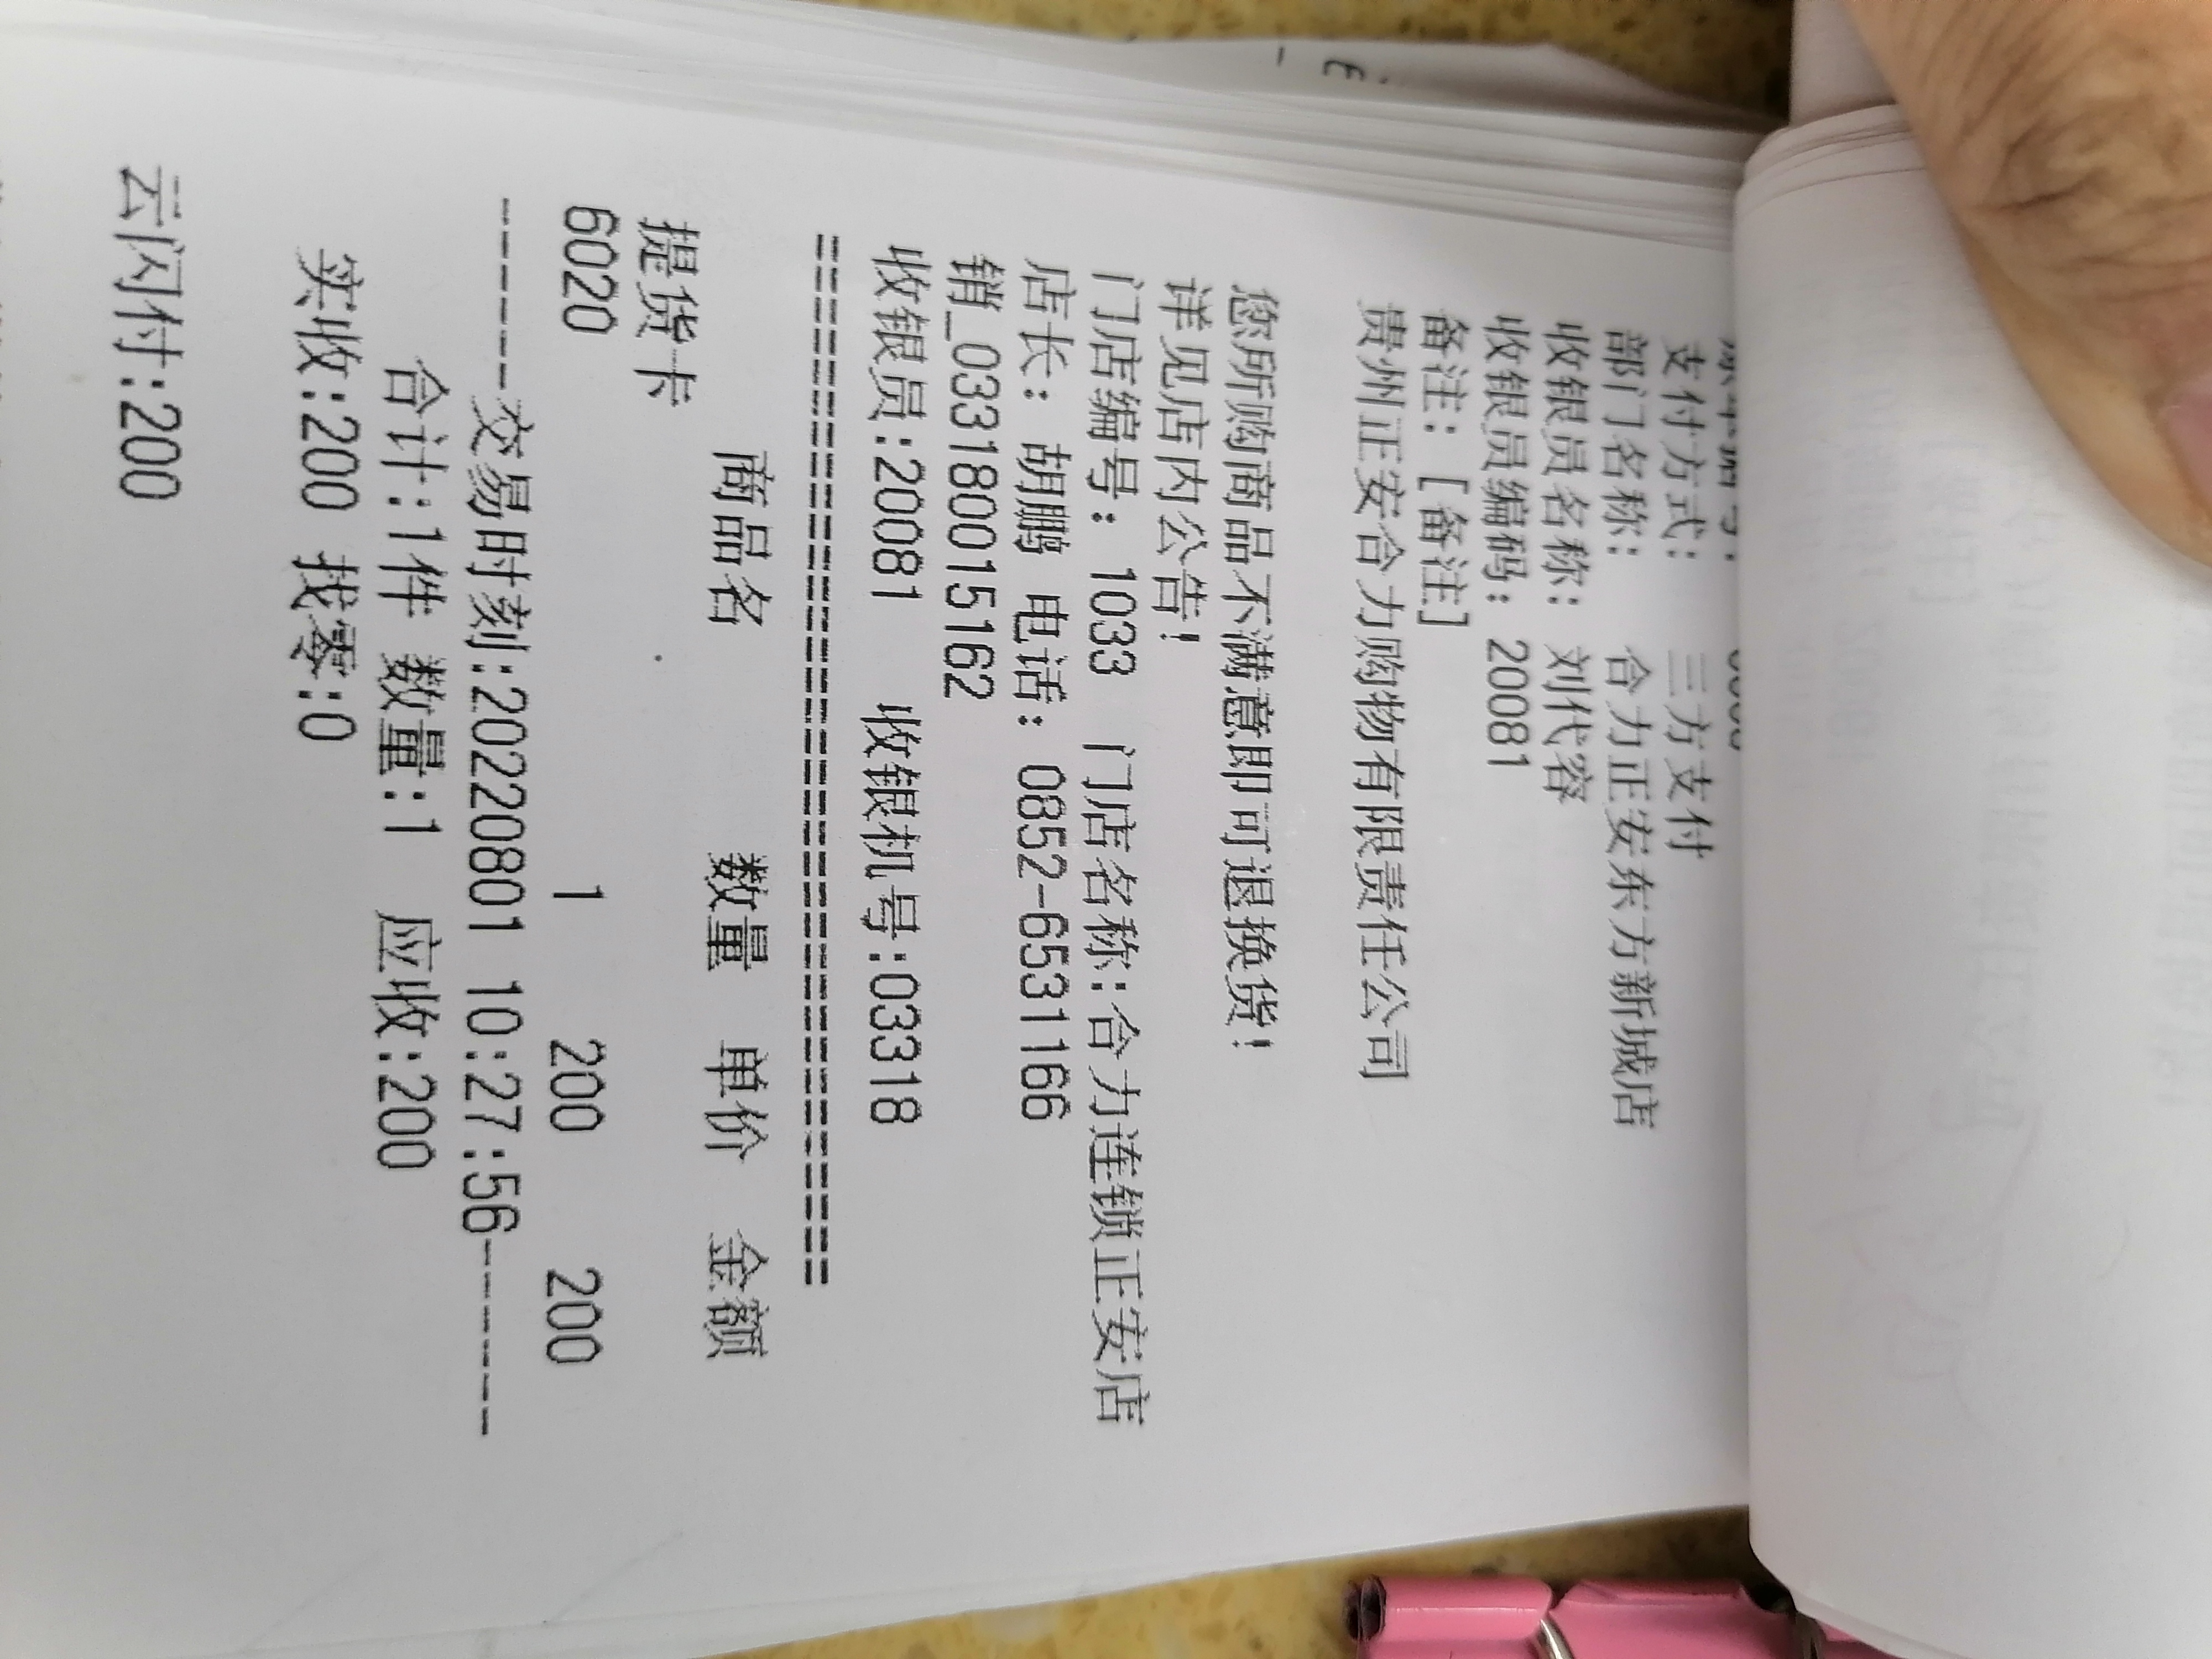 支付方式： 三方支付
部门名称： 合力正安东方新城店
收银员名称： 刘代容
收银员编码： 20081
备注：[备注]
贵州正安合力购物有限责任公司
您所购商品不满意即可退换货！
详见店内公告！
门店编号：1033 门店名称：合力连锁正安店
店长：胡鹏 电话：0852-6531166
销_033180015162
收银员:20081 收银机号:03318
==========================================
商品名 数量 单价 金额
提货卡
6020 1 200 200
------交易时刻:20220801 10:27:56------
合计:1件 数量:1 应收:200
实收:200 找零:0
云闪付:200